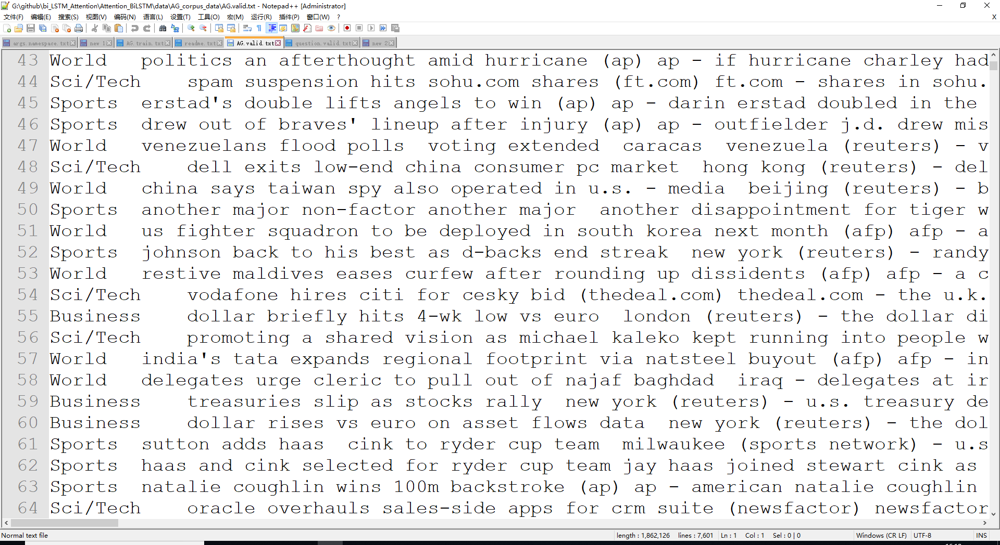 G:\github\bi_LSTM_Attention\Attention_BiLSTM\data\AG_corpus_data\AG.valid.txt - Notepad++ [Administrator]
文件(F) 编辑(E) 搜索(S) 视图(V) 编码(N) 语言(L) 设置(T) 工具(O) 宏(M) 运行(R) 插件(P) 窗口(W) ? X
args.namespace.txt new 1 AG.train.txt readme.txt AG.valid.txt question.valid.txt new 2
43 World politics an afterthought amid hurricane (ap) ap - if hurricane charley had
44 Sci/Tech spam suspension hits sohu.com shares (ft.com) ft.com - shares in sohu.
45 Sports erstad's double lifts angels to win (ap) ap - darin erstad doubled in the
46 Sports drew out of braves' lineup after injury (ap) ap - outfielder j.d. drew mis
47 World venezuelans flood polls  voting extended  caracas  venezuela (reuters) - v
48 Sci/Tech dell exits low-end china consumer pc market  hong kong (reuters) - del
49 World china says taiwan spy also operated in u.s. - media  beijing (reuters) - b
50 Sports another major non-factor another major  another disappointment for tiger w
51 World us fighter squadron to be deployed in south korea next month (afp) afp - a
52 Sports johnson back to his best as d-backs end streak  new york (reuters) - randy
53 World restive maldives eases curfew after rounding up dissidents (afp) afp - a c
54 Sci/Tech vodafone hires citi for cesky bid (thedeal.com) thedeal.com - the u.k.
55 Business dollar briefly hits 4-wk low vs euro  london (reuters) - the dollar di
56 Sci/Tech promoting a shared vision as michael kaleko kept running into people w
57 World india's tata expands regional footprint via natsteel buyout (afp) afp - in
58 World delegates urge cleric to pull out of najaf baghdad  iraq - delegates at ir
59 Business treasuries slip as stocks rally  new york (reuters) - u.s. treasury de
60 Business dollar rises vs euro on asset flows data  new york (reuters) - the dol
61 Sports sutton adds haas  cink to ryder cup team  milwaukee (sports network) - u.s
62 Sports haas and cink selected for ryder cup team jay haas joined stewart cink as
63 Sports natalie coughlin wins 100m backstroke (ap) ap - american natalie coughlin
64 Sci/Tech oracle overhauls sales-side apps for crm suite (newsfactor) newsfactor
Normal text file length : 1,862,126 lines : 7,601 Ln : 1 Col : 1 Sel : 0 | 0 Windows (CR LF) UTF-8 INS